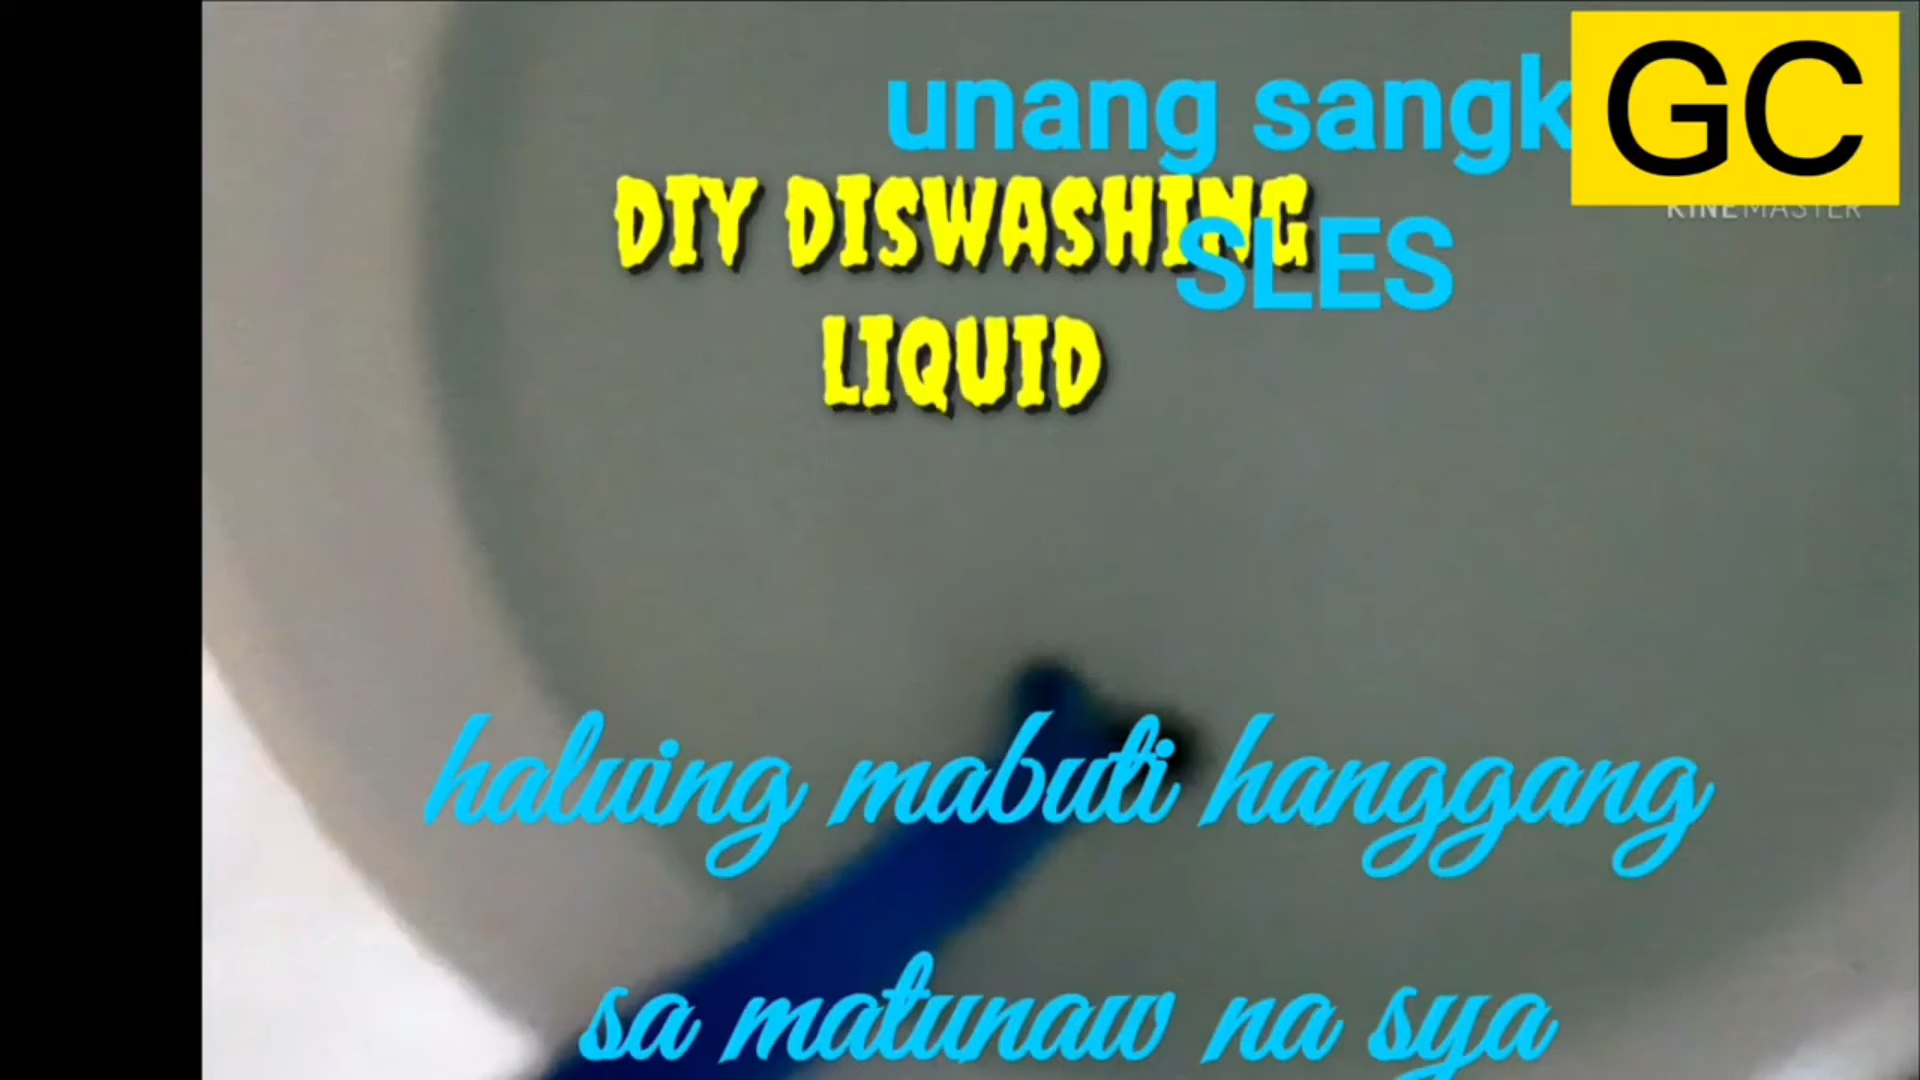 unang sangk
GC
KINEMASTER
DIY DISWASHING
SLES
LIQUID
haluing mabuti hanggang
sa matunaw na sya